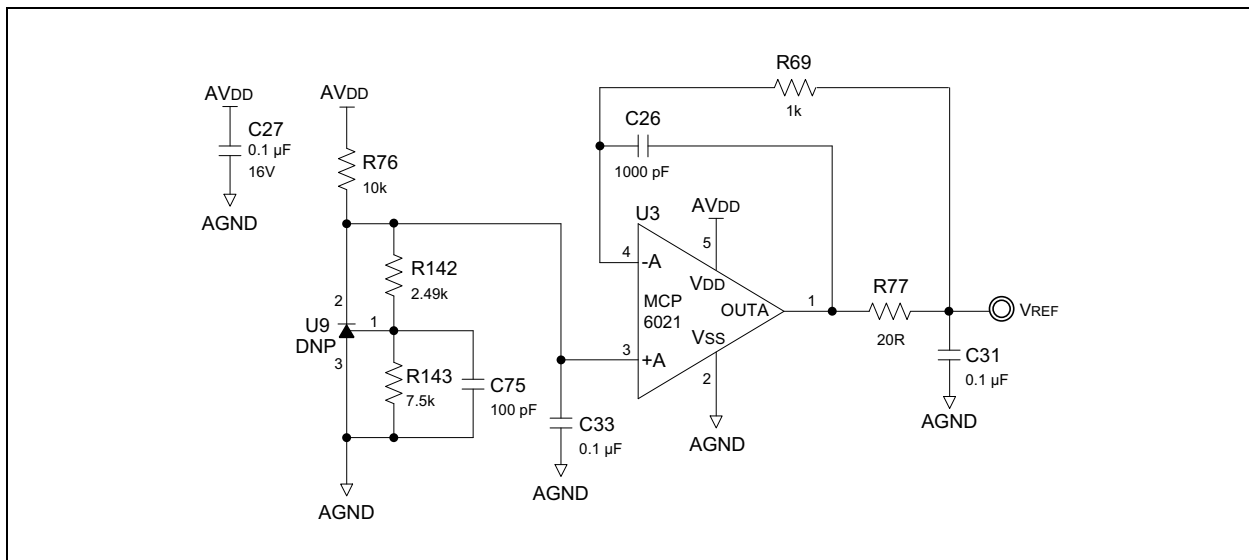 AVDD
C27
0.1 µF
16V
AGND
AVDD
R76
10k
R142
2.49k
2
U9
1
DNP
3
R143
7.5k
C75
100 pF
AGND
C33
0.1 µF
AGND
R69
1k
C26
1000 pF
U3
AVDD
5
4
-A
VDD
MCP
6021
OUTA
1
VSS
3
+A
2
AGND
R77
20R
VREF
C31
0.1 µF
AGND